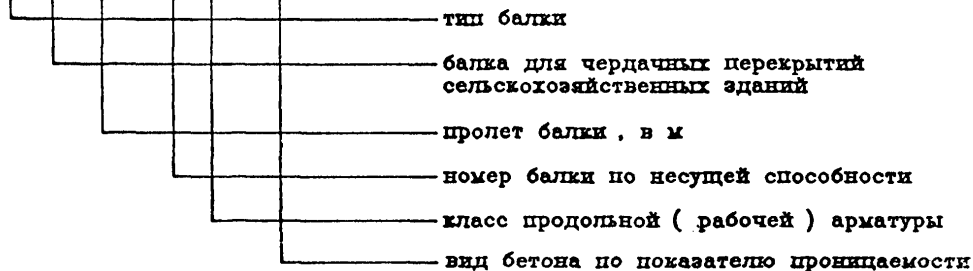 тип балки
балка для чердачных перекрытий
сельскохозяйственных зданий
пролет балки , в м
номер балки по несущей способности
класс продольной ( рабочей ) арматуры
вид бетона по показателю проницаемости